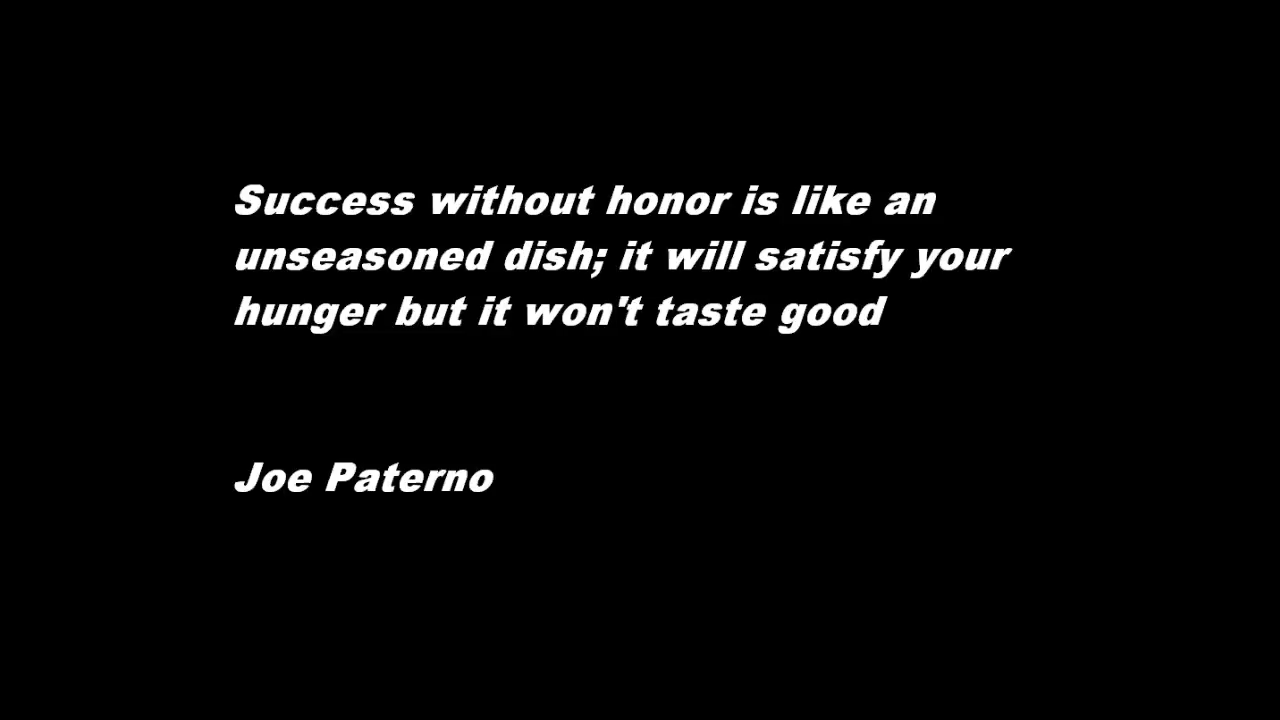 Success without honor is like an
unseasoned dish; it will satisfy your
hunger but it won't taste good
Joe Paterno